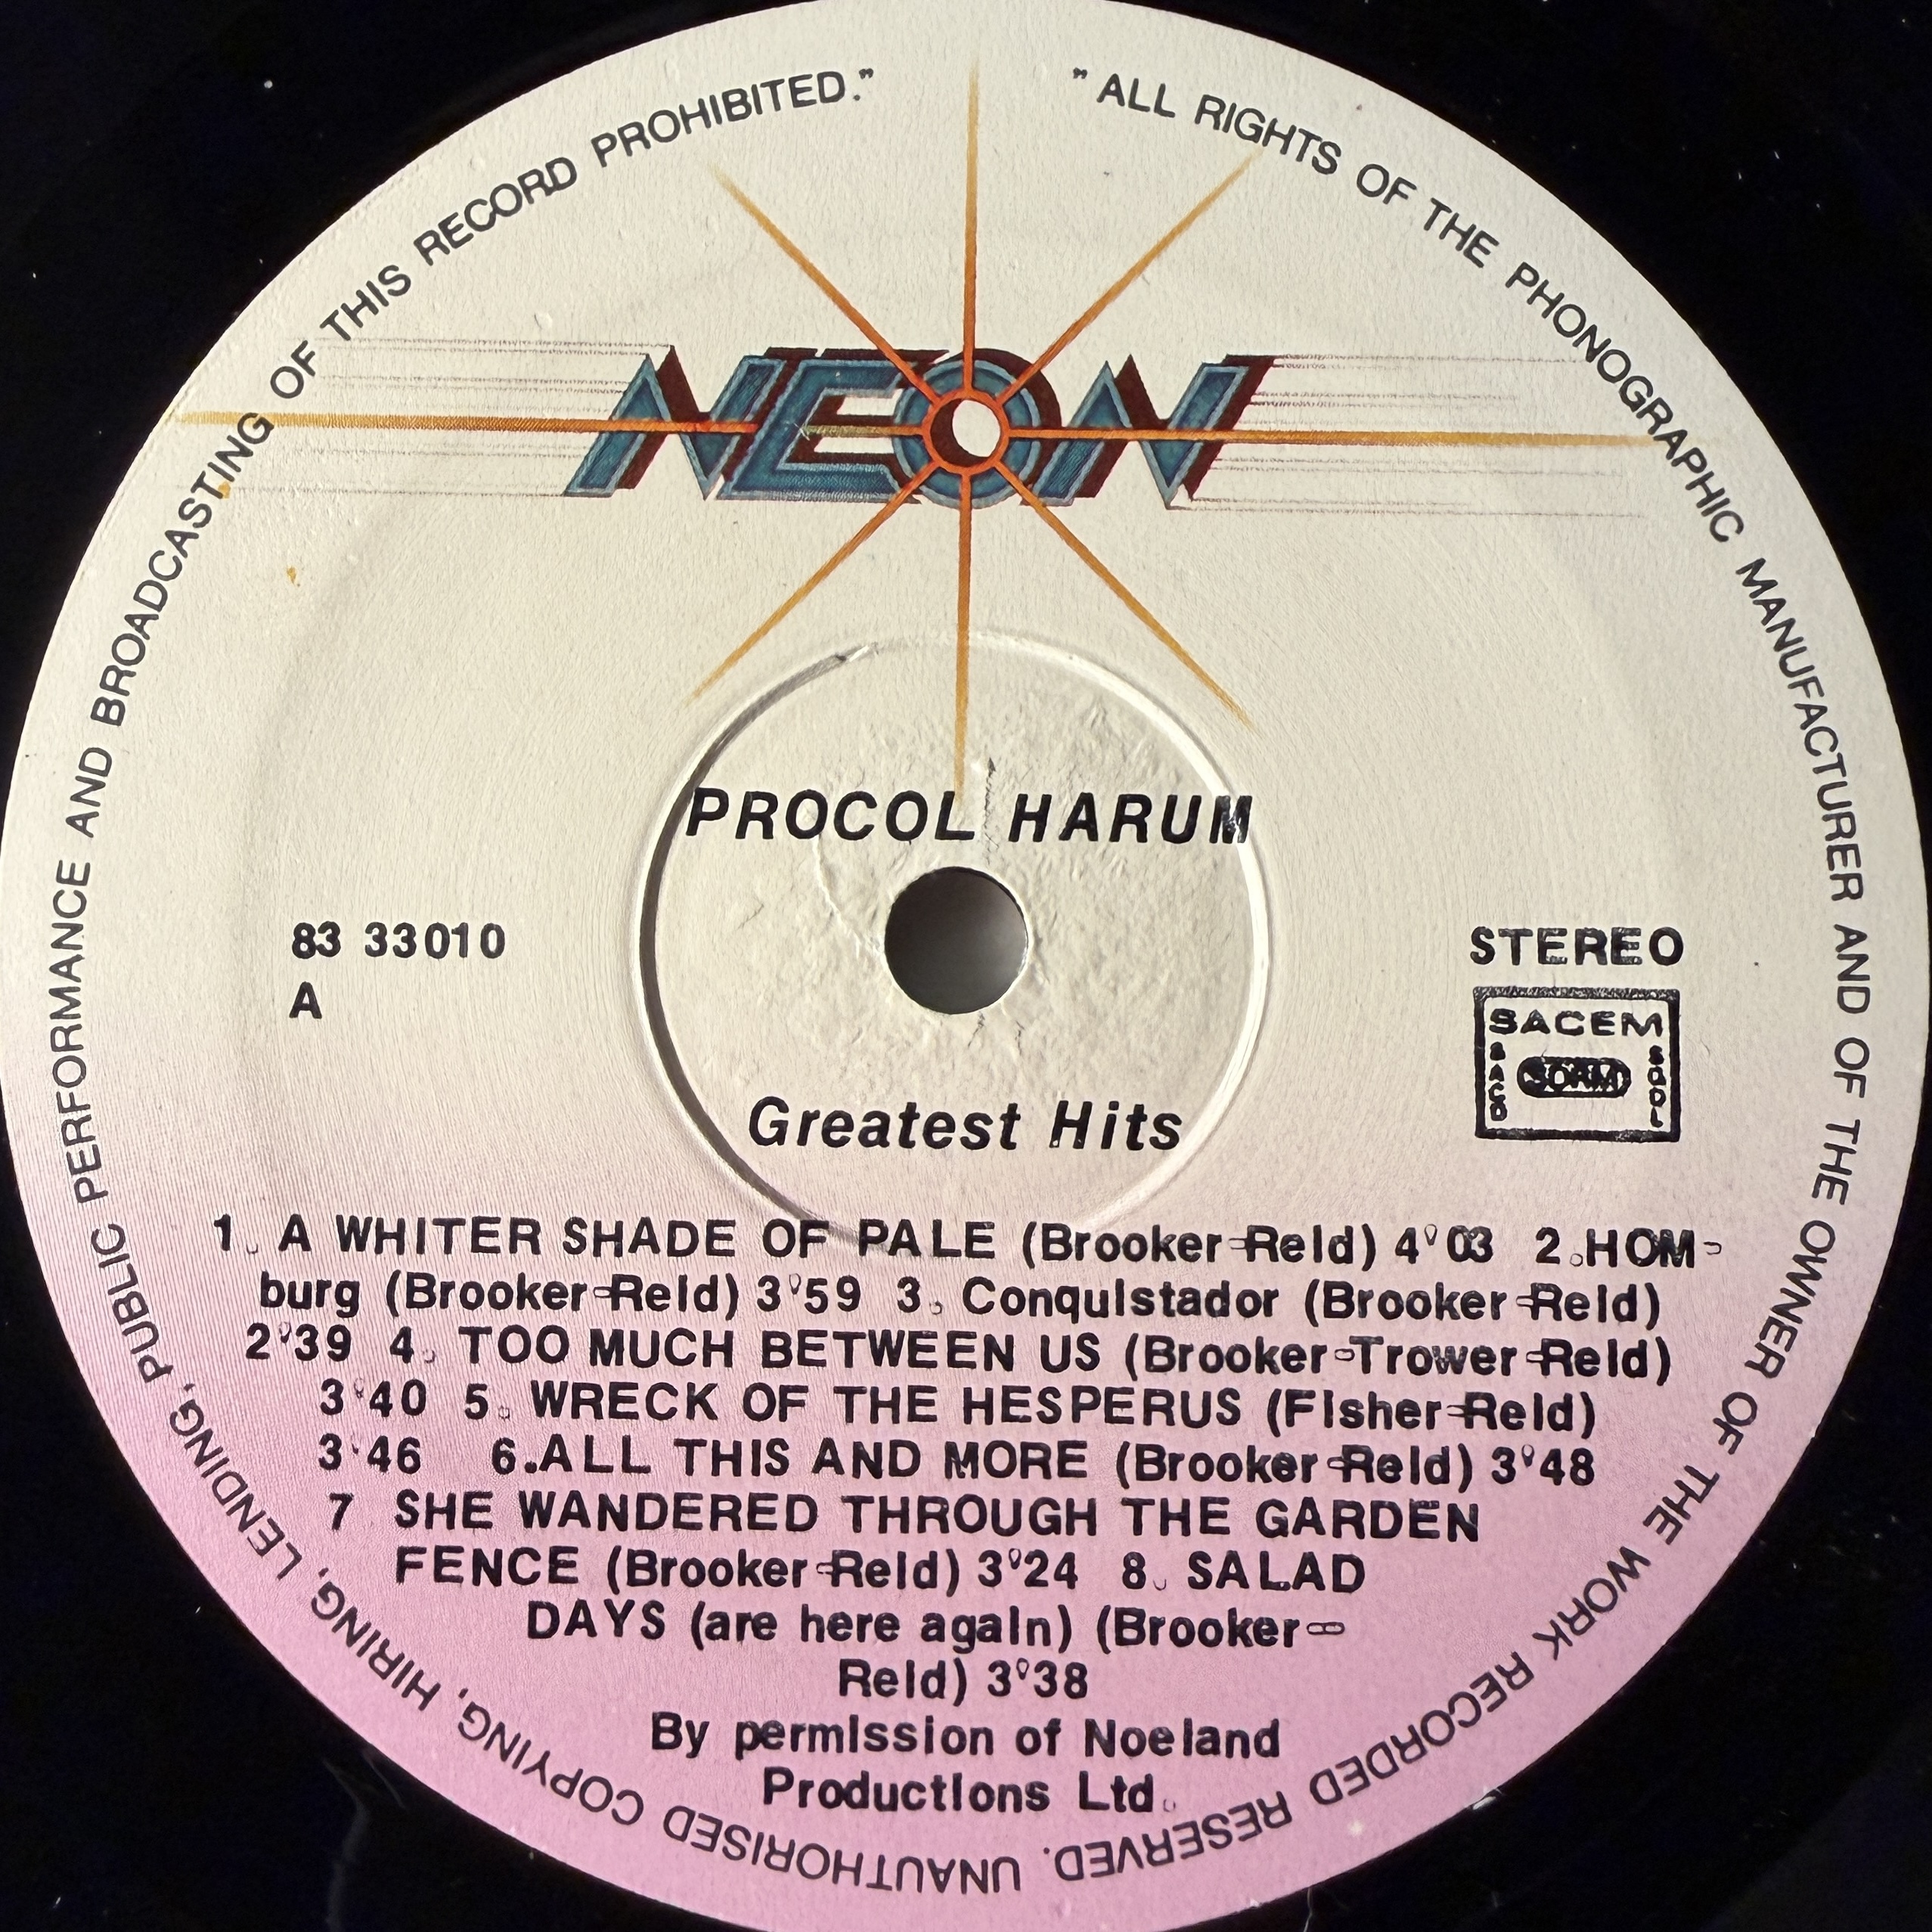 "ALL RIGHTS OF THE PHONOGRAPHIC MANUFACTURER AND OF THE OWNER OF THE WORK RECORDED RESERVED. UNAUTHORISED COPYING, HIRING, LENDING, PUBLIC PERFORMANCE AND BROADCASTING OF THIS RECORD PROHIBITED."
NEON
PROCOL HARUM
83 33010
A
STEREO
SACEM
SACD
SDRM
SGDL
Greatest Hits
1. A WHITER SHADE OF PALE (Brooker-Reid) 4'03 2.HOM-
burg (Brooker-Reid) 3'59 3. Conquistador (Brooker-Reid)
2'39 4. TOO MUCH BETWEEN US (Brooker-Trower-Reid)
3'40 5. WRECK OF THE HESPERUS (Fisher-Reid)
3'46 6.ALL THIS AND MORE (Brooker-Reid) 3'48
7 SHE WANDERED THROUGH THE GARDEN
FENCE (Brooker-Reid) 3'24 8. SALAD
DAYS (are here again) (Brooker-
Reid) 3'38
By permission of Noeland
Productions Ltd.